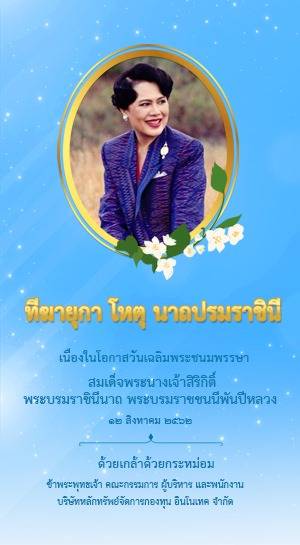 ทีฆายุกา โหตุ นาถปรมราชินี
เนื่องในโอกาสวันเฉลิมพระชนมพรรษา
สมเด็จพระนางเจ้าสิริกิติ์
พระบรมราชินีนาถ พระบรมราชชนนีพันปีหลวง
๑๒ สิงหาคม ๒๕๖๒
ด้วยเกล้าด้วยกระหม่อม
ข้าพระพุทธเจ้า คณะกรรมการ ผู้บริหาร และพนักงาน
บริษัทหลักทรัพย์จัดการกองทุน อินโนเทค จำกัด